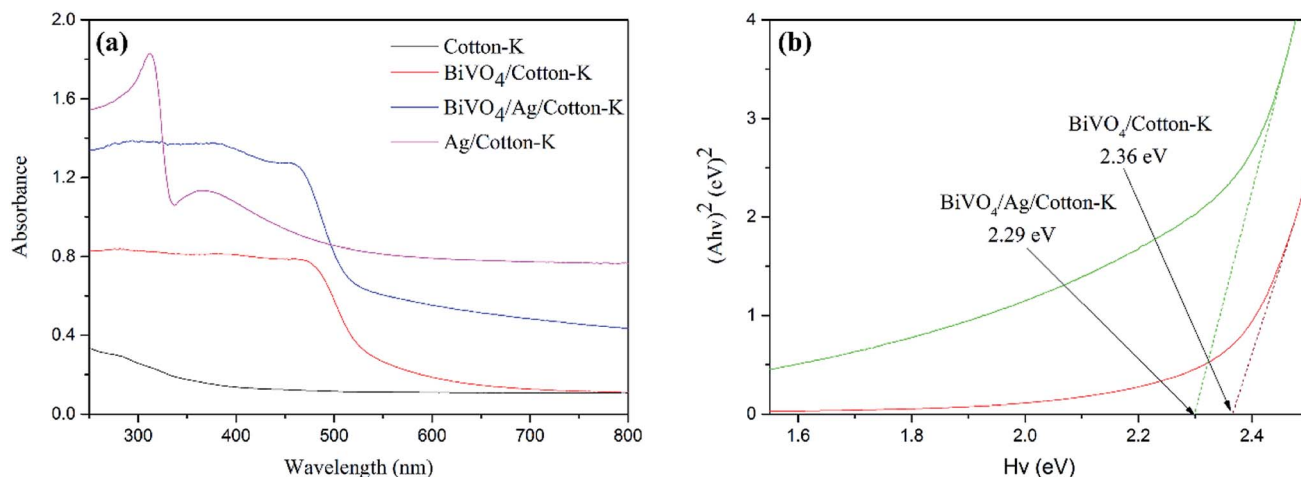 (a)
2.0
1.6
1.2
0.8
0.4
0.0
Absorbance
300 400 500 600 700 800
Wavelength (nm)
Cotton-K
BiVO4/Cotton-K
BiVO4/Ag/Cotton-K
Ag/Cotton-K
(b)
4
3
2
1
0
(Ahν)2 (eV)2
1.6 1.8 2.0 2.2 2.4
Hν (eV)
BiVO4/Cotton-K
2.36 eV
BiVO4/Ag/Cotton-K
2.29 eV